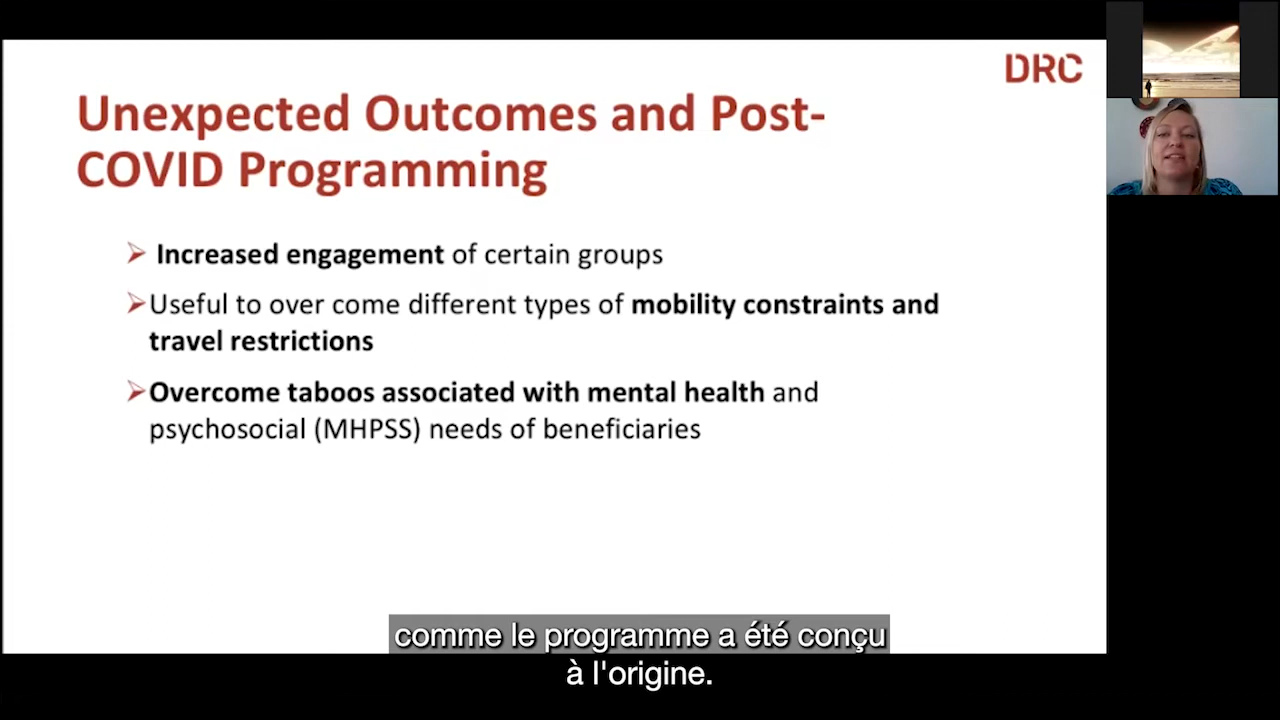 DRC
Unexpected Outcomes and Post-
COVID Programming
Increased engagement of certain groups
Useful to over come different types of mobility constraints and
travel restrictions
Overcome taboos associated with mental health and
psychosocial (MHPSS) needs of beneficiaries
comme le programme a été conçu
à l'origine.